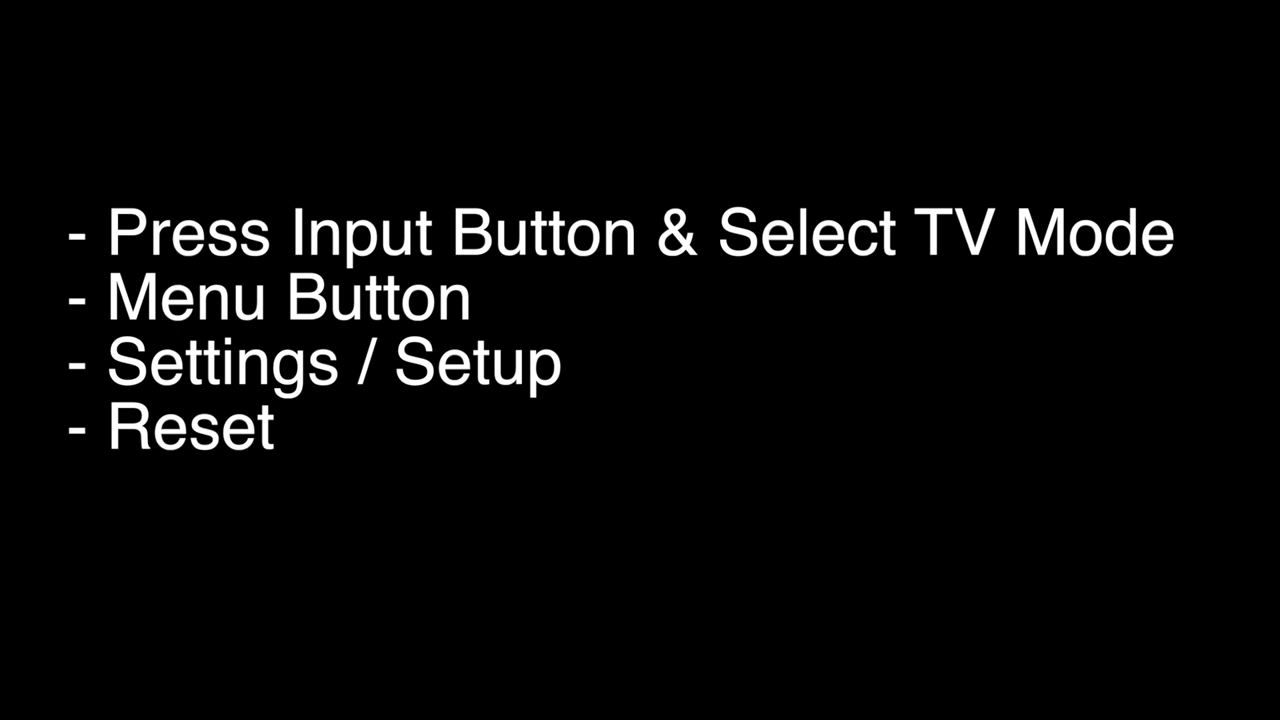 - Press Input Button & Select TV Mode
- Menu Button
- Settings / Setup
- Reset